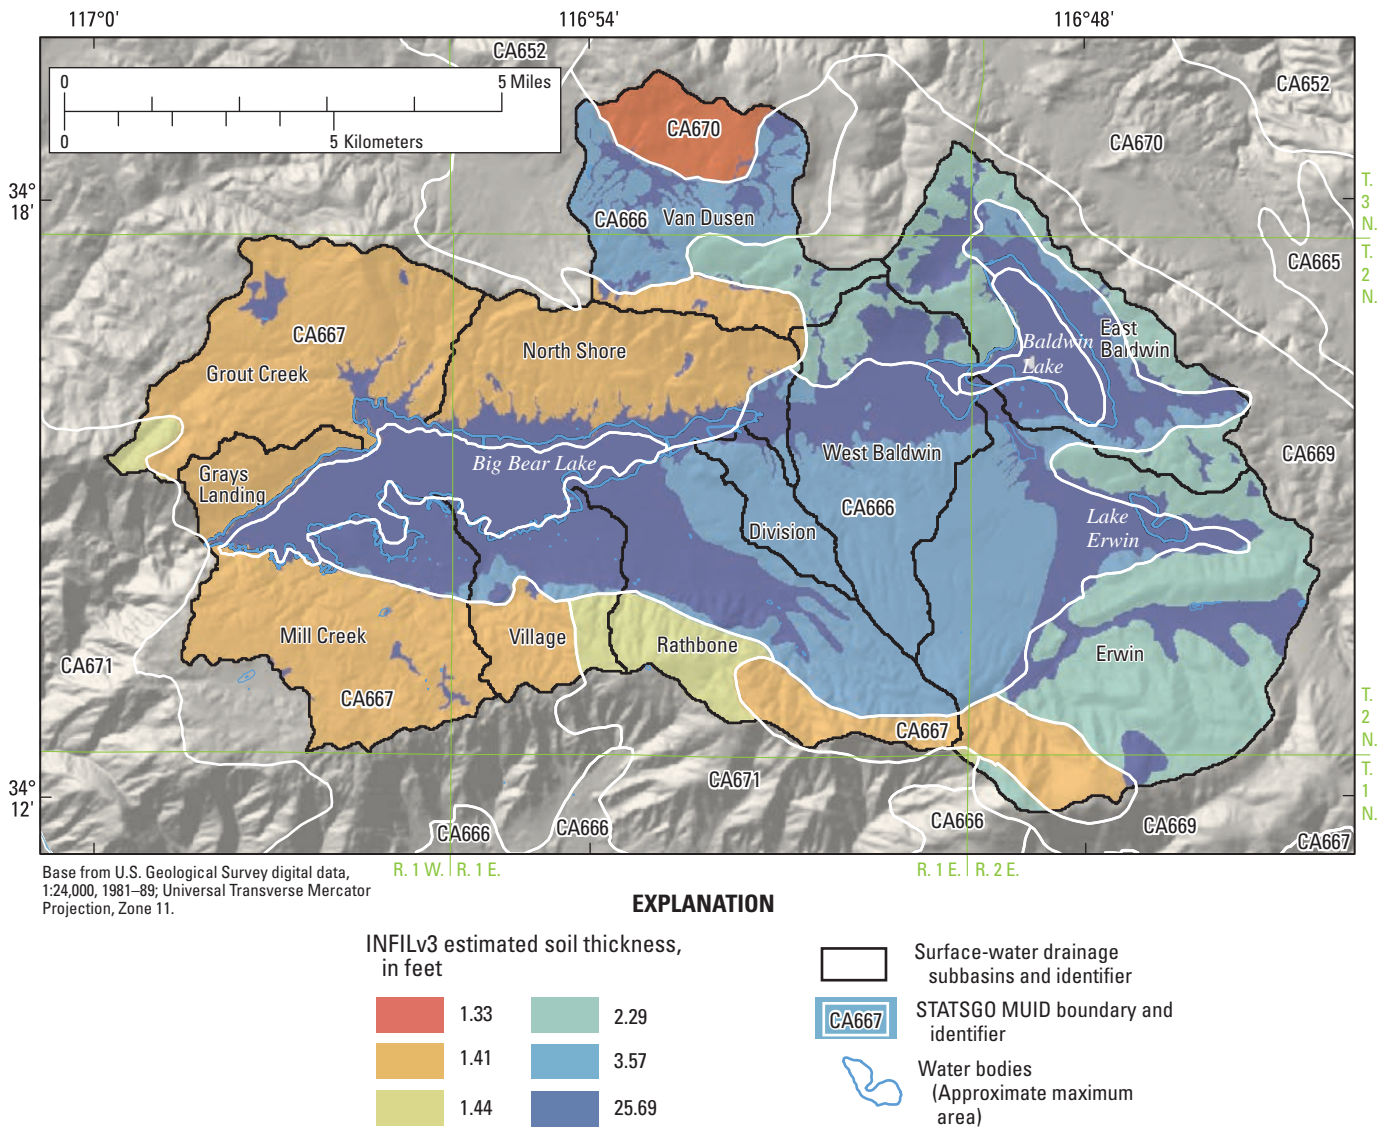 117°0'
116°54'
116°48'
CA652
0
5 Miles
0
5 Kilometers
CA652
CA670
CA670
34°
18'
T.
3
N.
CA666
Van Dusen
T.
2
N.
CA665
CA667
North Shore
East
Baldwin
Baldwin
Lake
Grout Creek
Grays
Landing
Big Bear Lake
West Baldwin
CA669
CA666
Division
Lake
Erwin
Mill Creek
Village
Rathbone
Erwin
CA671
CA667
CA667
T.
2
N.
CA671
T.
1
N.
34°
12'
CA666
CA666
CA666
CA669
CA667
Base from U.S. Geological Survey digital data,
1:24,000, 1981–89; Universal Transverse Mercator
Projection, Zone 11.
R. 1 W.
R. 1 E.
R. 1 E.
R. 2 E.
EXPLANATION
INFILv3 estimated soil thickness,
in feet
1.33
1.41
1.44
2.29
3.57
25.69
Surface-water drainage
subbasins and identifier
CA667
STATSGO MUID boundary and
identifier
Water bodies
(Approximate maximum
area)